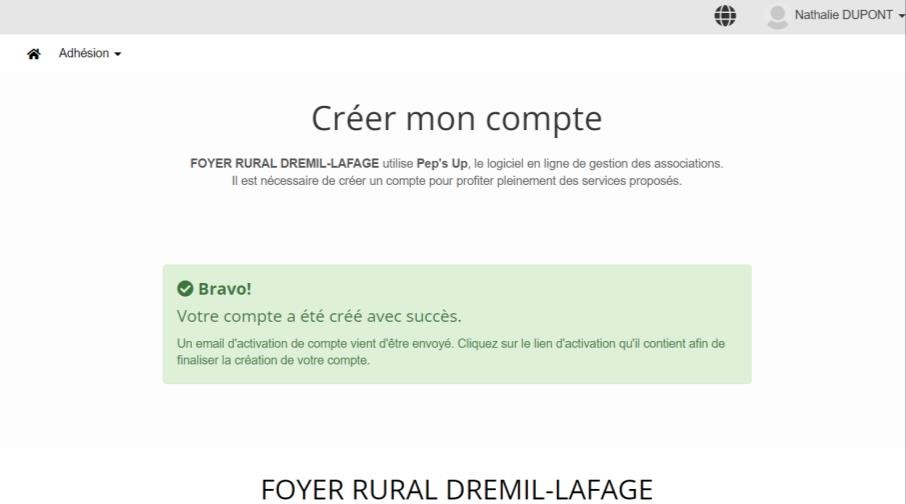 Nathalie DUPONT
Adhésion
Créer mon compte
FOYER RURAL DREMIL-LAFAGE utilise Pep's Up, le logiciel en ligne de gestion des associations.
Il est nécessaire de créer un compte pour profiter pleinement des services proposés.
Bravo!
Votre compte a été créé avec succès.
Un email d'activation de compte vient d'être envoyé. Cliquez sur le lien d'activation qu'il contient afin de
finaliser la création de votre compte.
FOYER RURAL DREMIL-LAFAGE